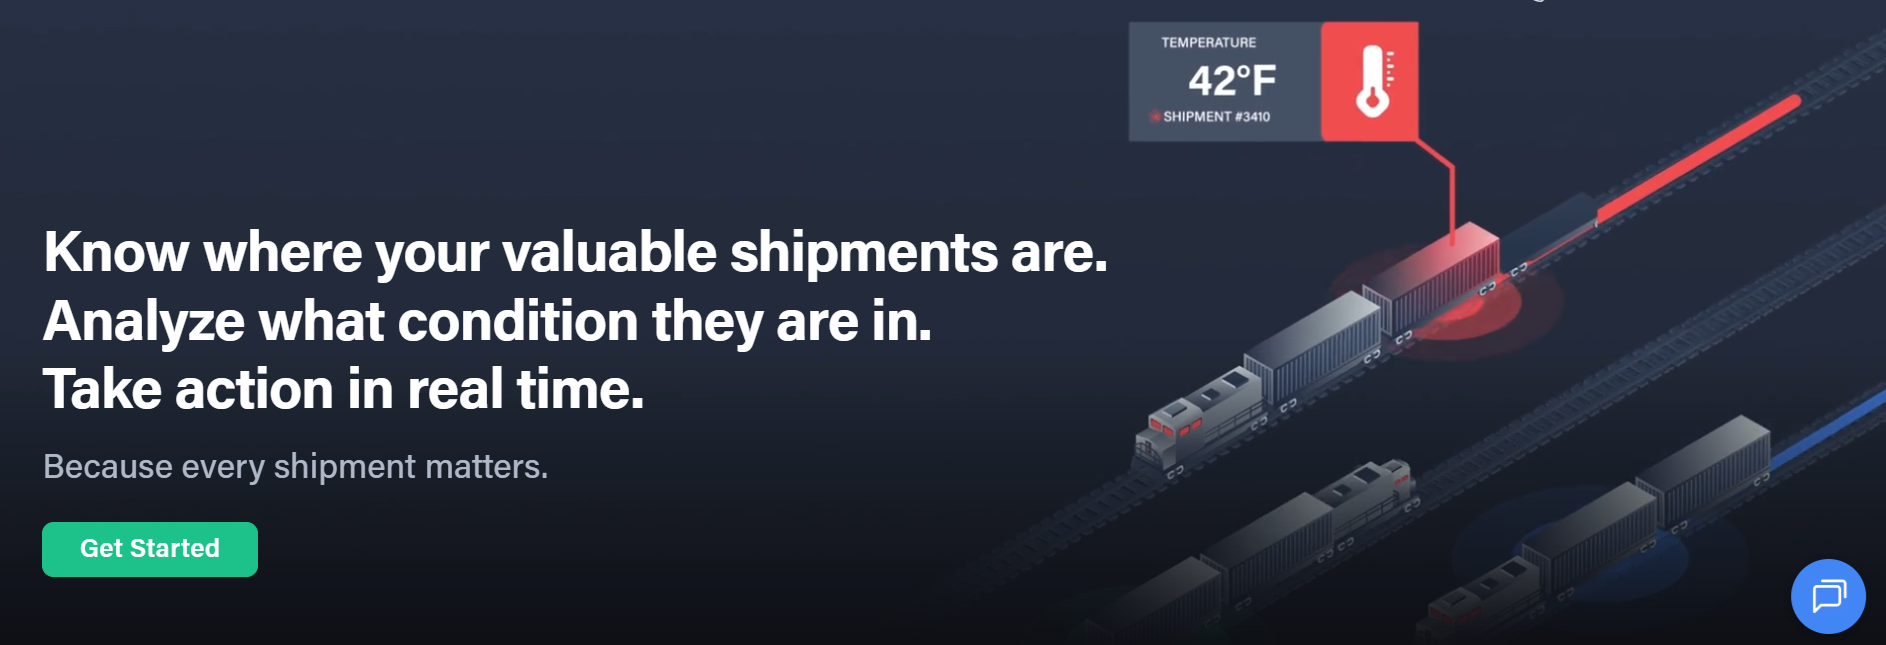 TEMPERATURE
42°F
SHIPMENT #3410
Know where your valuable shipments are.
Analyze what condition they are in.
Take action in real time.
Because every shipment matters.
Get Started